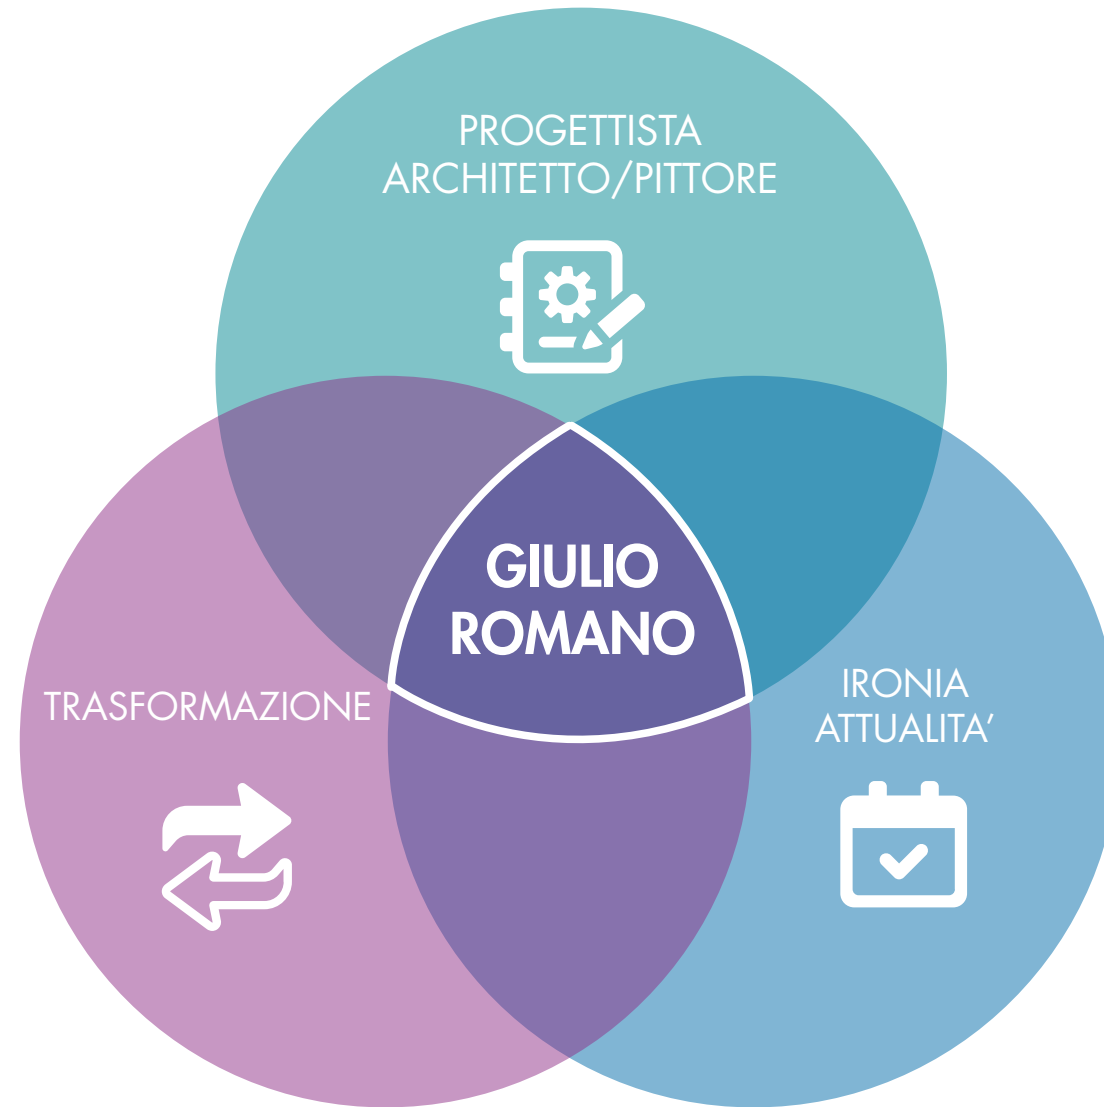 PROGETTISTA
ARCHITETTO/PITTORE
GIULIO
ROMANO
TRASFORMAZIONE
IRONIA
ATTUALITA’